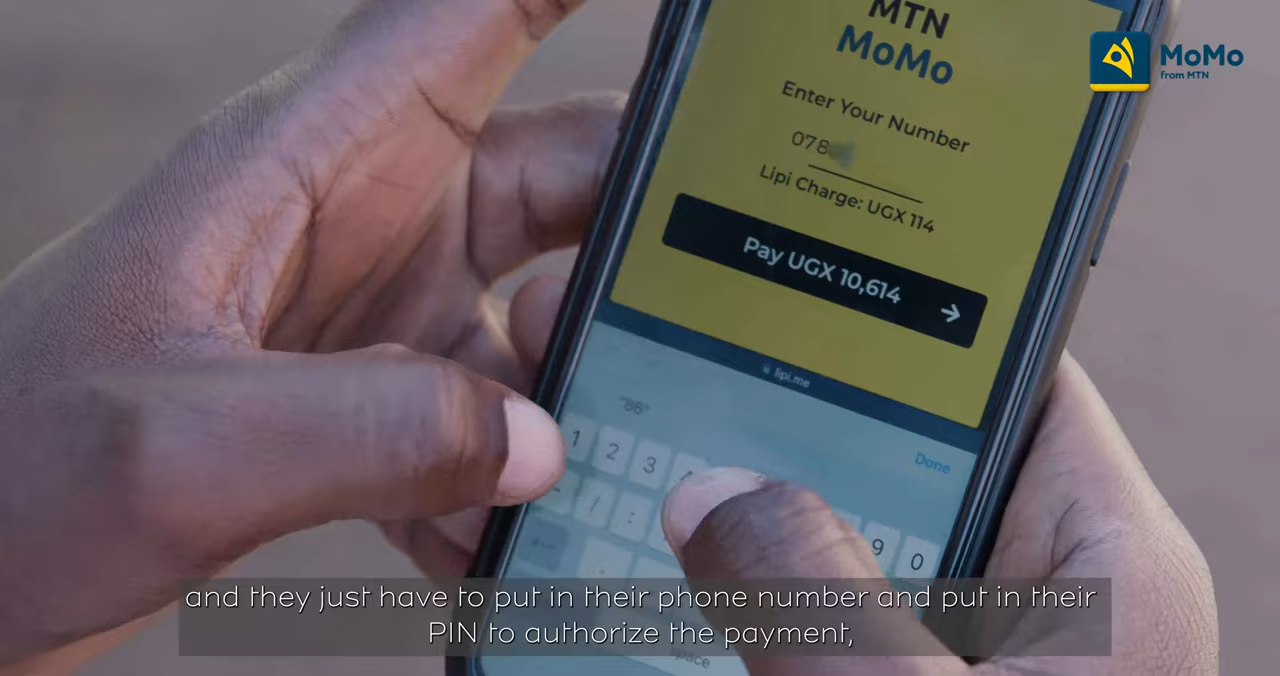 MTN
MoMo
MoMo
from MTN
Enter Your Number
078
Lipi Charge: UGX 114
Pay UGX 10,614
lipi.me
"86"
Done
1 2 3
9 0
/ :
space
and they just have to put in their phone number and put in their
PIN to authorize the payment,